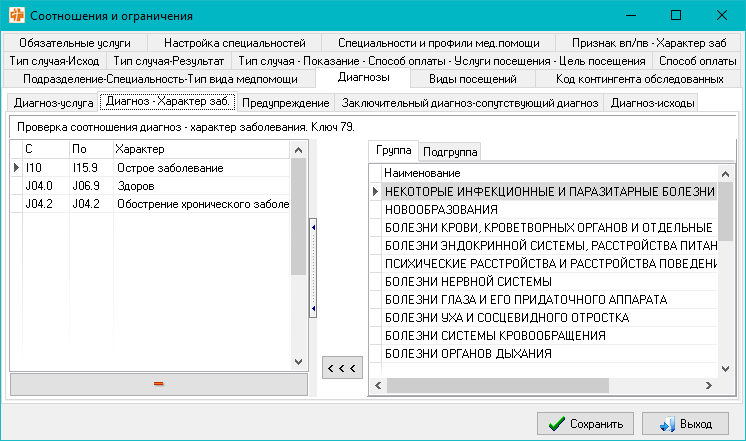 Соотношения и ограничения
Обязательные услуги Настройка специальностей Специальности и профили мед.помощи Признак вп/пв - Характер заб
Тип случая-Исход Тип случая-Результат Тип случая - Показание - Способ оплаты - Услуги посещения - Цель посещения Способ оплаты
Подразделение-Специальность-Тип вида медпомощи Диагнозы Виды посещений Код контингента обследованных
Диагноз-услуга Диагноз - Характер заб. Предупреждение Заключительный диагноз-сопутствующий диагноз Диагноз-исходы
Проверка соотношения диагноз - характер заболевания. Ключ 79.
С По Характер
I10 I15.9 Острое заболевание
J04.0 J06.9 Здоров
J04.2 J04.2 Обострение хронического заболе
< < <
Группа Подгруппа
Наименование
НЕКОТОРЫЕ ИНФЕКЦИОННЫЕ И ПАРАЗИТАРНЫЕ БОЛЕЗНИ
НОВООБРАЗОВАНИЯ
БОЛЕЗНИ КРОВИ, КРОВЕТВОРНЫХ ОРГАНОВ И ОТДЕЛЬНЫЕ
БОЛЕЗНИ ЭНДОКРИННОЙ СИСТЕМЫ, РАССТРОЙСТВА ПИТАН
ПСИХИЧЕСКИЕ РАССТРОЙСТВА И РАССТРОЙСТВА ПОВЕДЕНИ
БОЛЕЗНИ НЕРВНОЙ СИСТЕМЫ
БОЛЕЗНИ ГЛАЗА И ЕГО ПРИДАТОЧНОГО АППАРАТА
БОЛЕЗНИ УХА И СОСЦЕВИДНОГО ОТРОСТКА
БОЛЕЗНИ СИСТЕМЫ КРОВООБРАЩЕНИЯ
БОЛЕЗНИ ОРГАНОВ ДЫХАНИЯ
Сохранить Выход